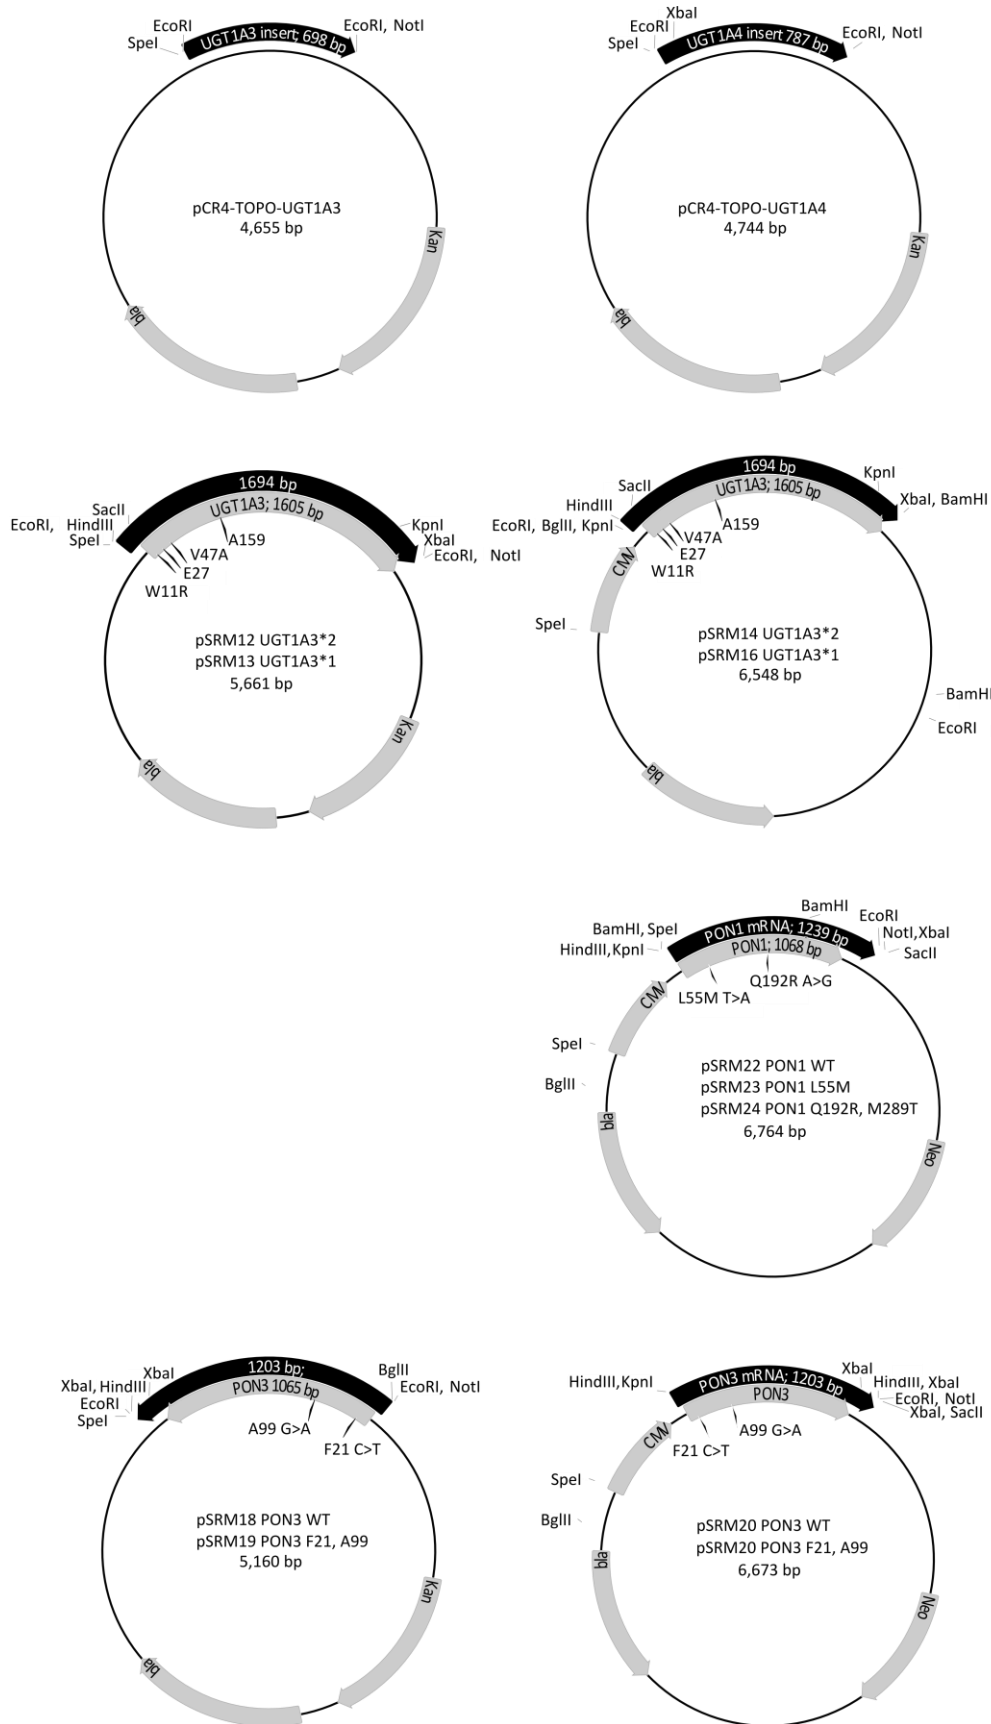 EcoRI
SpeI
UGT1A3 insert; 698 bp
EcoRI, NotI
pCR4-TOPO-UGT1A3
4,655 bp
Kan
bla
XbaI
EcoRI
SpeI
UGT1A4 insert 787 bp
EcoRI, NotI
pCR4-TOPO-UGT1A4
4,744 bp
Kan
bla
1694 bp
UGT1A3; 1605 bp
SacII
EcoRI, HindIII
SpeI
KpnI
XbaI
EcoRI, NotI
A159
V47A
E27
W11R
pSRM12 UGT1A3*2
pSRM13 UGT1A3*1
5,661 bp
Kan
bla
1694 bp
UGT1A3; 1605 bp
SacII
HindIII
EcoRI, BglII, KpnI
KpnI
XbaI, BamHI
A159
V47A
E27
W11R
CMV
SpeI
pSRM14 UGT1A3*2
pSRM16 UGT1A3*1
6,548 bp
BamHI
EcoRI
bla
BamHI
EcoRI
NotI,XbaI
SacII
BamHI, SpeI
HindIII,KpnI
PON1 mRNA; 1239 bp
PON1; 1068 bp
Q192R A>G
L55M T>A
CMV
SpeI
BglII
pSRM22 PON1 WT
pSRM23 PON1 L55M
pSRM24 PON1 Q192R, M289T
6,764 bp
bla
Neo
1203 bp;
PON3 1065 bp
XbaI
XbaI, HindIII
EcoRI
SpeI
BglII
EcoRI, NotI
A99 G>A
F21 C>T
pSRM18 PON3 WT
pSRM19 PON3 F21, A99
5,160 bp
Kan
bla
HindIII,KpnI
PON3 mRNA; 1203 bp
PON3
XbaI
HindIII, XbaI
EcoRI, NotI
XbaI, SacII
A99 G>A
F21 C>T
CMV
SpeI
BglII
pSRM20 PON3 WT
pSRM20 PON3 F21, A99
6,673 bp
bla
Neo